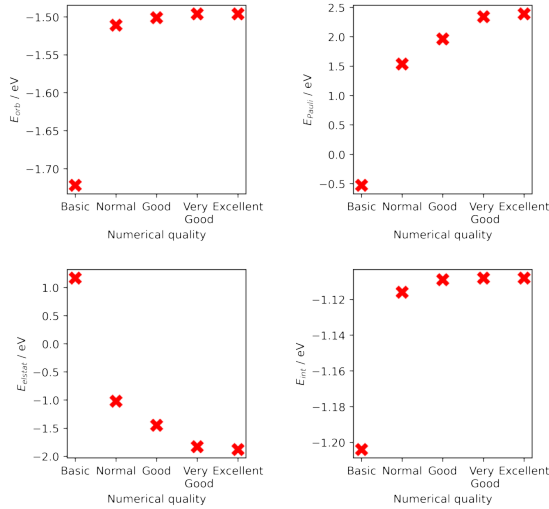 −1.50
−1.55
−1.60
−1.65
−1.70
E_orb / eV
Basic Normal Good Very Excellent
Good
Numerical quality
2.5
2.0
1.5
1.0
0.5
0.0
−0.5
E_Pauli / eV
Basic Normal Good Very Excellent
Good
Numerical quality
1.0
0.5
0.0
−0.5
−1.0
−1.5
−2.0
E_elstat / eV
Basic Normal Good Very Excellent
Good
Numerical quality
−1.12
−1.14
−1.16
−1.18
−1.20
E_int / eV
Basic Normal Good Very Excellent
Good
Numerical quality